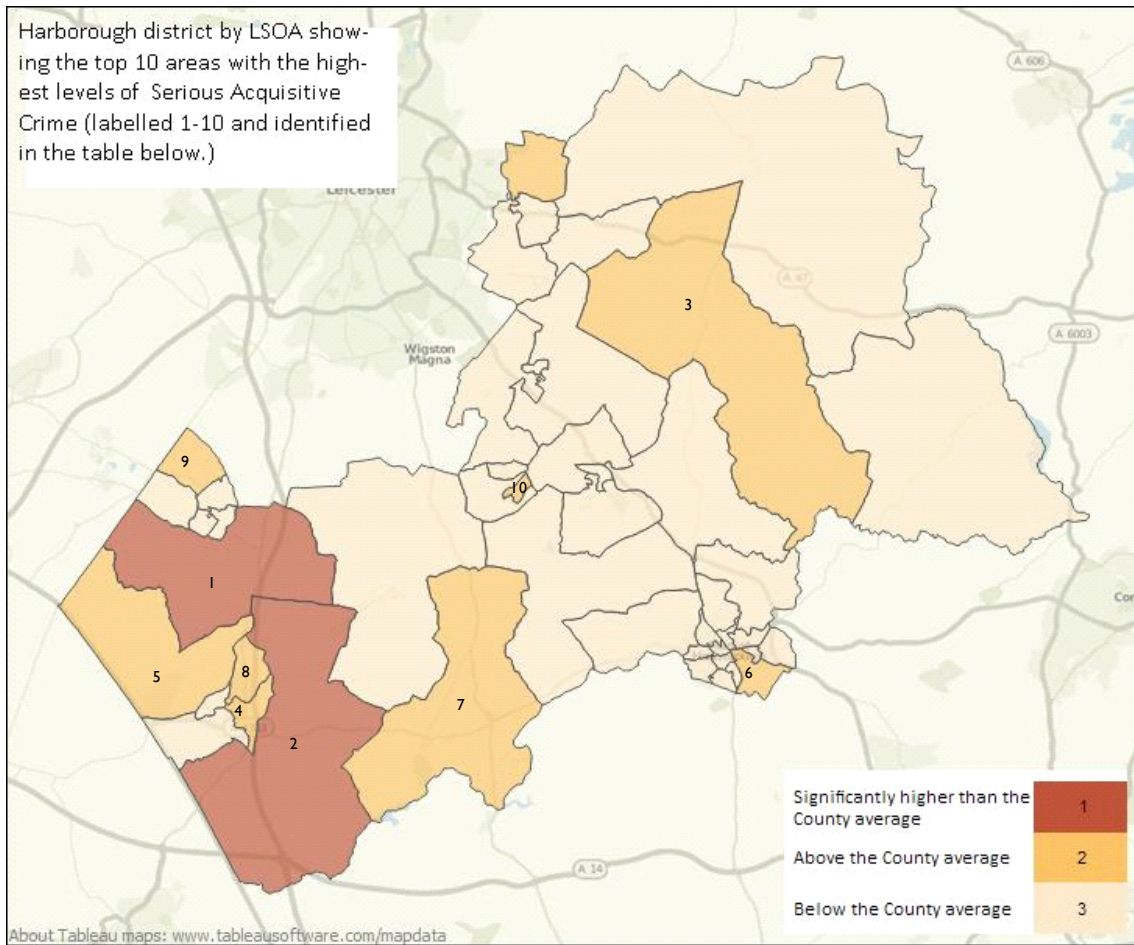 Harborough district by LSOA show-
ing the top 10 areas with the high-
est levels of Serious Acquisitive
Crime (labelled 1-10 and identified
in the table below.)
A 606
Leicester
A 47
3
A 6003
Wigston
Magna
9
10
1
Cor
5
8
6
4
7
2
Significantly higher than the
County average
1
Above the County average
2
A 14
Below the County average
3
About Tableau maps: www.tableausoftware.com/mapdata